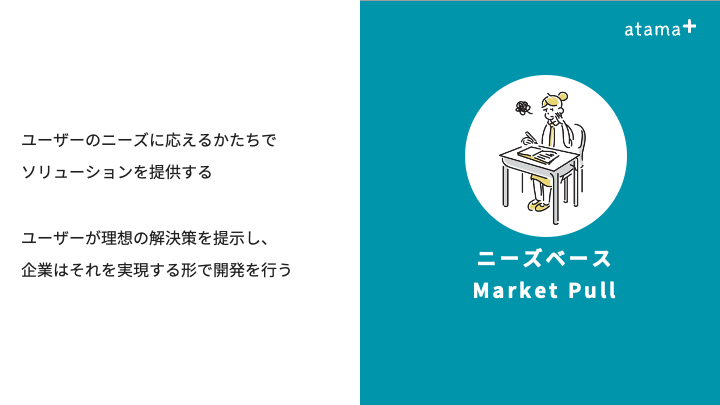 atama+
ユーザーのニーズに応えるかたちで
ソリューションを提供する
ユーザーが理想の解決策を提示し、
企業はそれを実現する形で開発を行う
ニーズベース
Market Pull